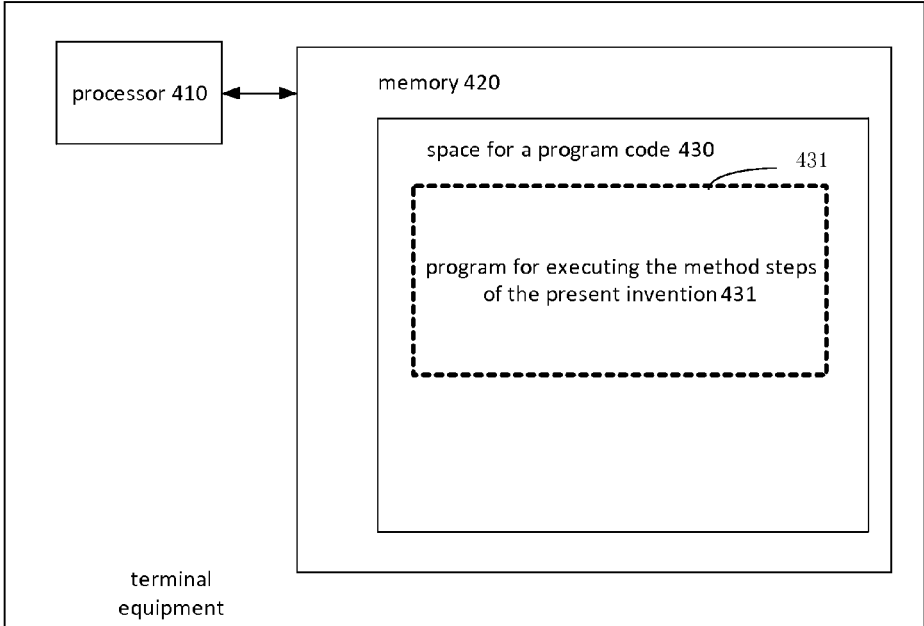 processor 410
memory 420
space for a program code 430
431
program for executing the method steps
of the present invention 431
terminal
equipment